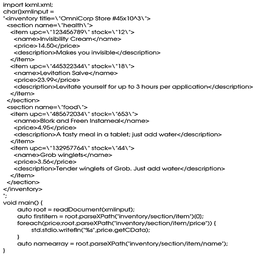 import kxml.xml;
char[]xmlinput =
"<inventory title=\"OmniCorp Store #45x10^3\">
<section name=\"health\">
<item upc=\"123456789\" stock=\"12\">
<name>Invisibility Cream</name>
<price>14.50</price>
<description>Makes you invisible</description>
</item>
<item upc=\"445322344\" stock=\"18\">
<name>Levitation Salve</name>
<price>23.99</price>
<description>Levitate yourself for up to 3 hours per application</description>
</item>
</section>
<section name=\"food\">
<item upc=\"485672034\" stock=\"653\">
<name>Blork and Freen Instameal</name>
<price>4.95</price>
<description>A tasty meal in a tablet; just add water</description>
</item>
<item upc=\"132957764\" stock=\"44\">
<name>Grob winglets</name>
<price>3.56</price>
<description>Tender winglets of Grob. Just add water</description>
</item>
</section>
</inventory>
";
void main() {
auto root = readDocument(xmlinput);
auto firstitem = root.parseXPath("inventory/section/item")[0];
foreach(price;root.parseXPath("inventory/section/item/price")) {
std.stdio.writefln("%s",price.getCData);
}
auto namearray = root.parseXPath("inventory/section/item/name");
}